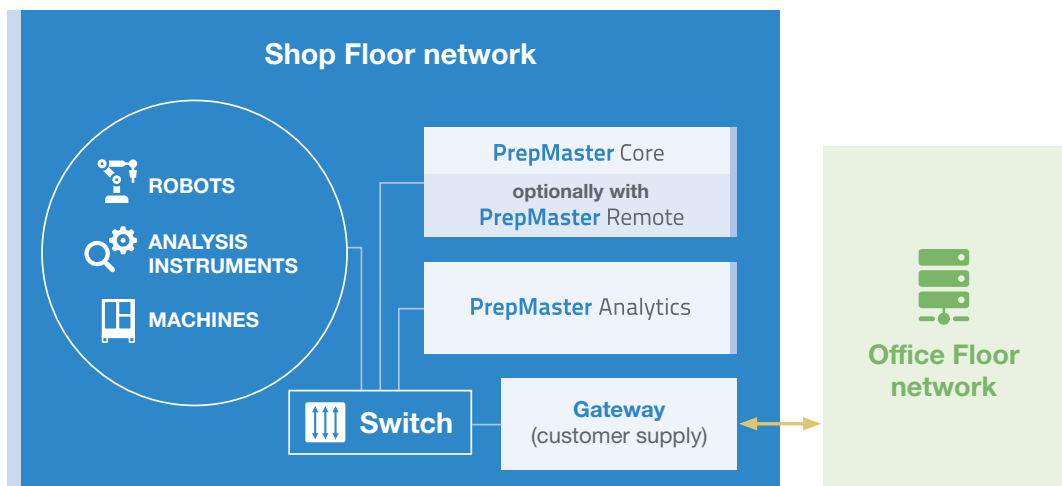 Shop Floor network
ROBOTS
ANALYSIS
INSTRUMENTS
MACHINES
PrepMaster Core
optionally with
PrepMaster Remote
PrepMaster Analytics
Switch
Gateway
(customer supply)
Office Floor
network